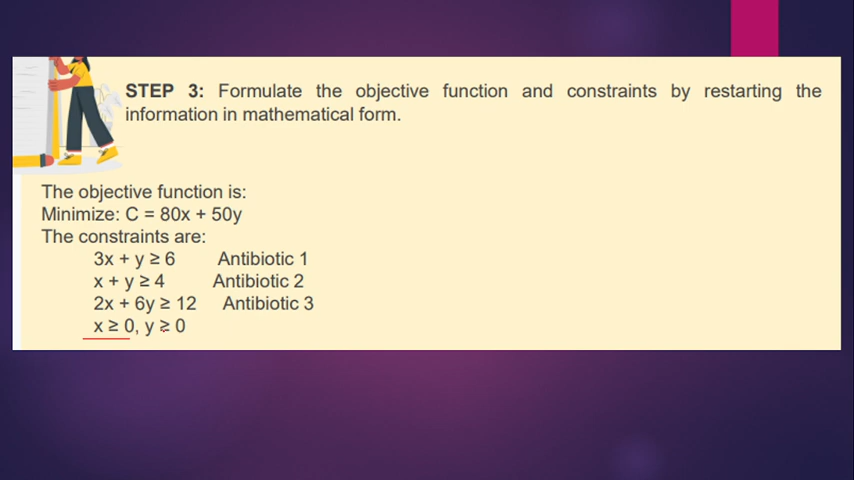 STEP 3: Formulate the objective function and constraints by restarting the
information in mathematical form.
The objective function is:
Minimize: C = 80x + 50y
The constraints are:
3x + y ≥ 6 Antibiotic 1
x + y ≥ 4 Antibiotic 2
2x + 6y ≥ 12 Antibiotic 3
x ≥ 0, y ≥ 0